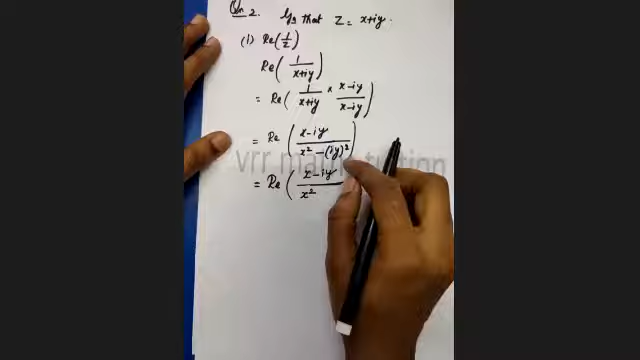 Qn 2. If that Z = x+iy.
(1) Re(1/z)
Re(1/(x+iy))
= Re(1/(x+iy) × (x-iy)/(x-iy))
= Re((x-iy)/(x² -(iy)²))
= Re((x-iy)/x²
vrr